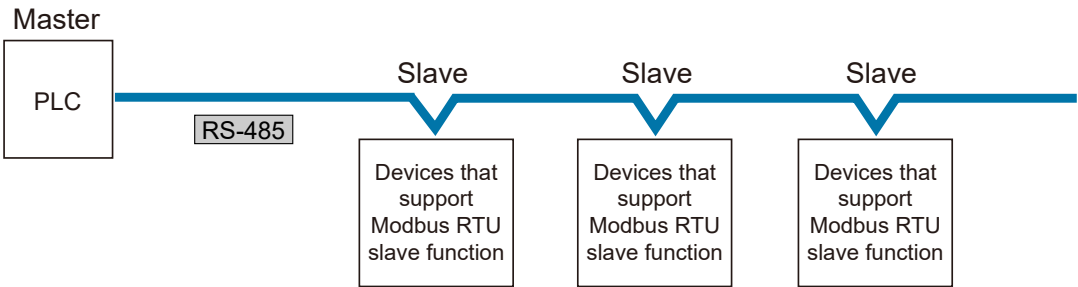 Master
PLC
RS-485
Slave
Devices that
support
Modbus RTU
slave function
Slave
Devices that
support
Modbus RTU
slave function
Slave
Devices that
support
Modbus RTU
slave function